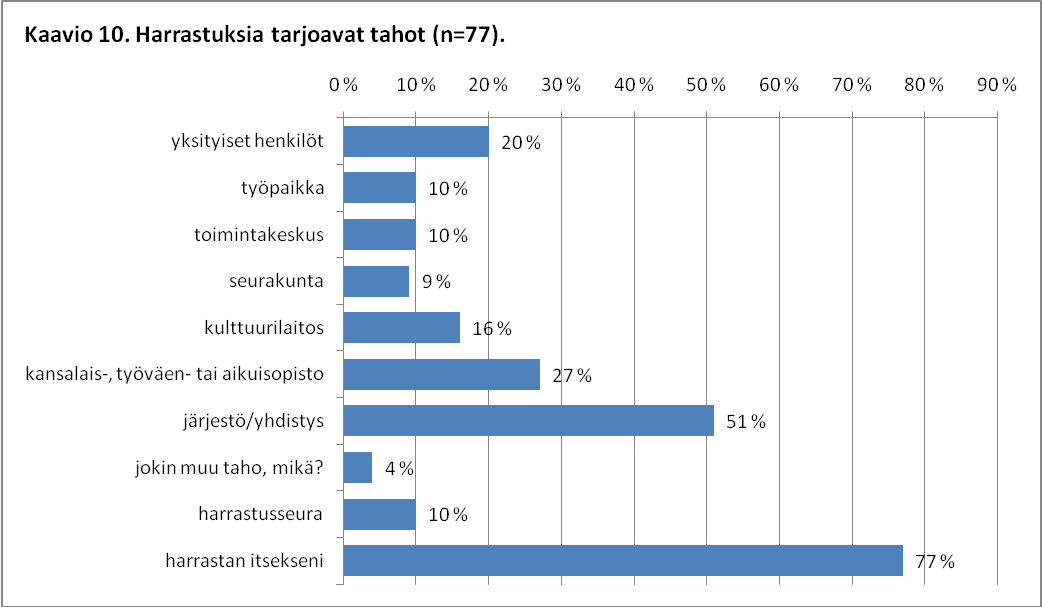 Kaavio 10. Harrastuksia tarjoavat tahot (n=77).
0 % 10 % 20 % 30 % 40 % 50 % 60 % 70 % 80 % 90 %
yksityiset henkilöt 20 %
työpaikka 10 %
toimintakeskus 10 %
seurakunta 9 %
kulttuurilaitos 16 %
kansalais-, työväen- tai aikuisopisto 27 %
järjestö/yhdistys 51 %
jokin muu taho, mikä? 4 %
harrastusseura 10 %
harrastan itsekseni 77 %